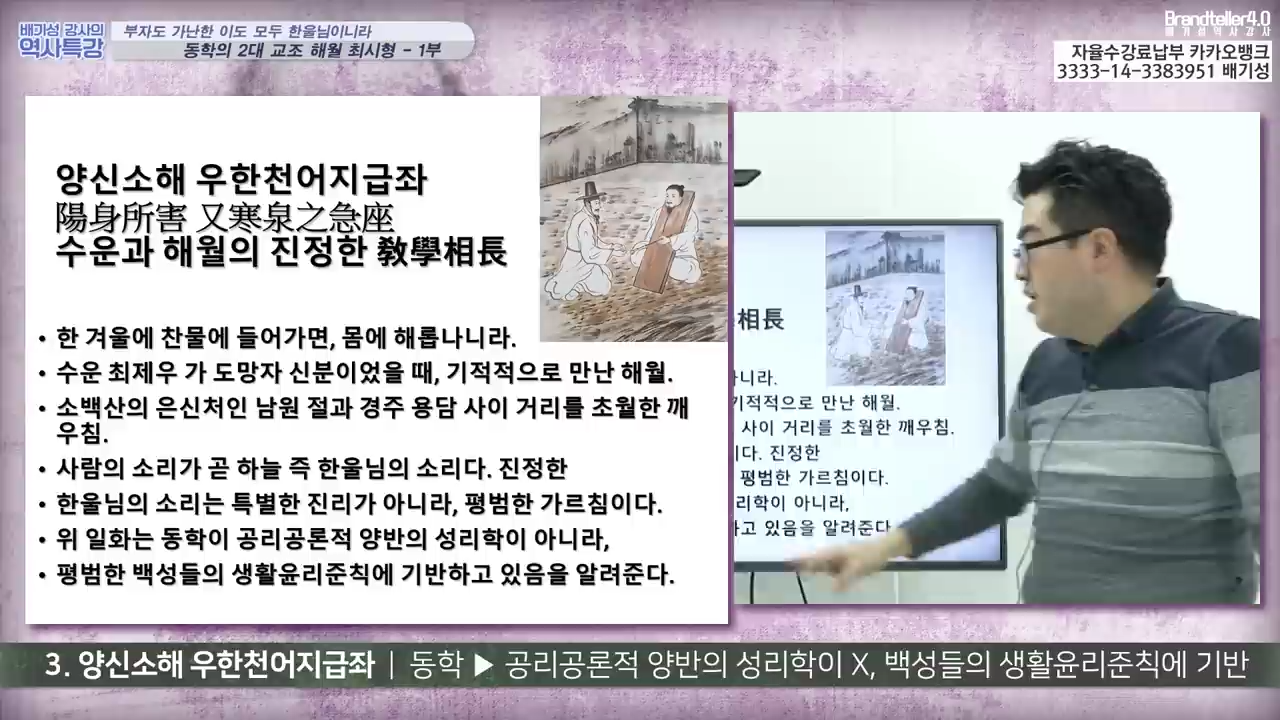 배기성 강사의
역사특강
부자도 가난한 이도 모두 한울님이니라
동학의 2대 교조 해월 최시형 - 1부
Brandteller4.0
배기성역사강사
자율수강료납부 카카오뱅크
3333-14-3383951 배기성
양신소해 우한천어지급좌
陽身所害 又寒泉之急座
수운과 해월의 진정한 敎學相長
• 한 겨울에 찬물에 들어가면, 몸에 해롭나니라.
• 수운 최제우 가 도망자 신분이었을 때, 기적적으로 만난 해월.
• 소백산의 은신처인 남원 절과 경주 용담 사이 거리를 초월한 깨
우침.
• 사람의 소리가 곧 하늘 즉 한울님의 소리다. 진정한
• 한울님의 소리는 특별한 진리가 아니라, 평범한 가르침이다.
• 위 일화는 동학이 공리공론적 양반의 성리학이 아니라,
• 평범한 백성들의 생활윤리준칙에 기반하고 있음을 알려준다.
相長
나니라.
기적적으로 만난 해월.
사이 거리를 초월한 깨우침.
다. 진정한
평범한 가르침이다.
리학이 아니라,
하고 있음을 알려준다
3. 양신소해 우한천어지급좌 | 동학 ▶ 공리공론적 양반의 성리학이 X, 백성들의 생활윤리준칙에 기반